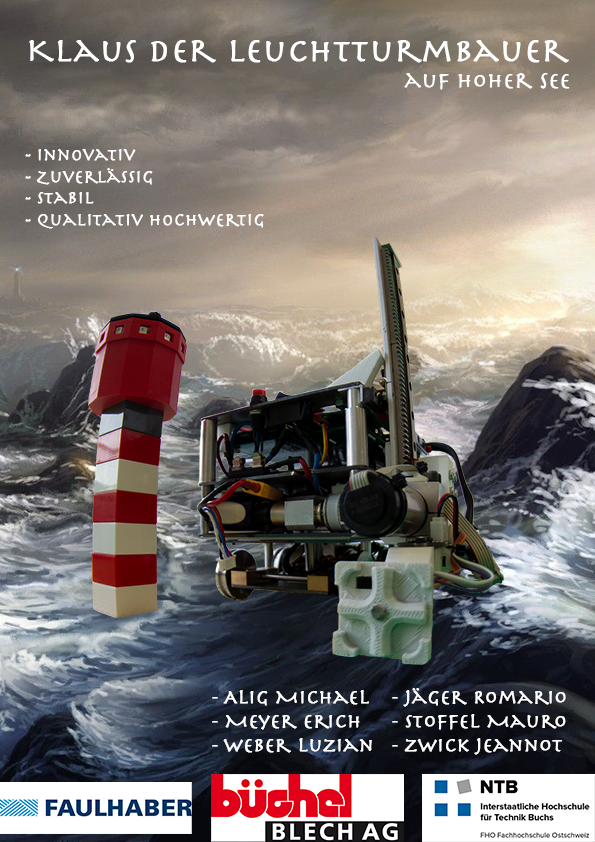 Klaus der Leuchtturmbauer
auf hoher See
- Innovativ
- Zuverlässig
- Stabil
- Qualitativ hochwertig
- Alig Michael - Jäger Romario
- Meyer Erich - Stoffel Mauro
- Weber Luzian - Zwick Jeannot
FAULHABER
büchel
BLECH AG
NTB
Interstaatliche Hochschule
für Technik Buchs
FHO Fachhochschule Ostschweiz